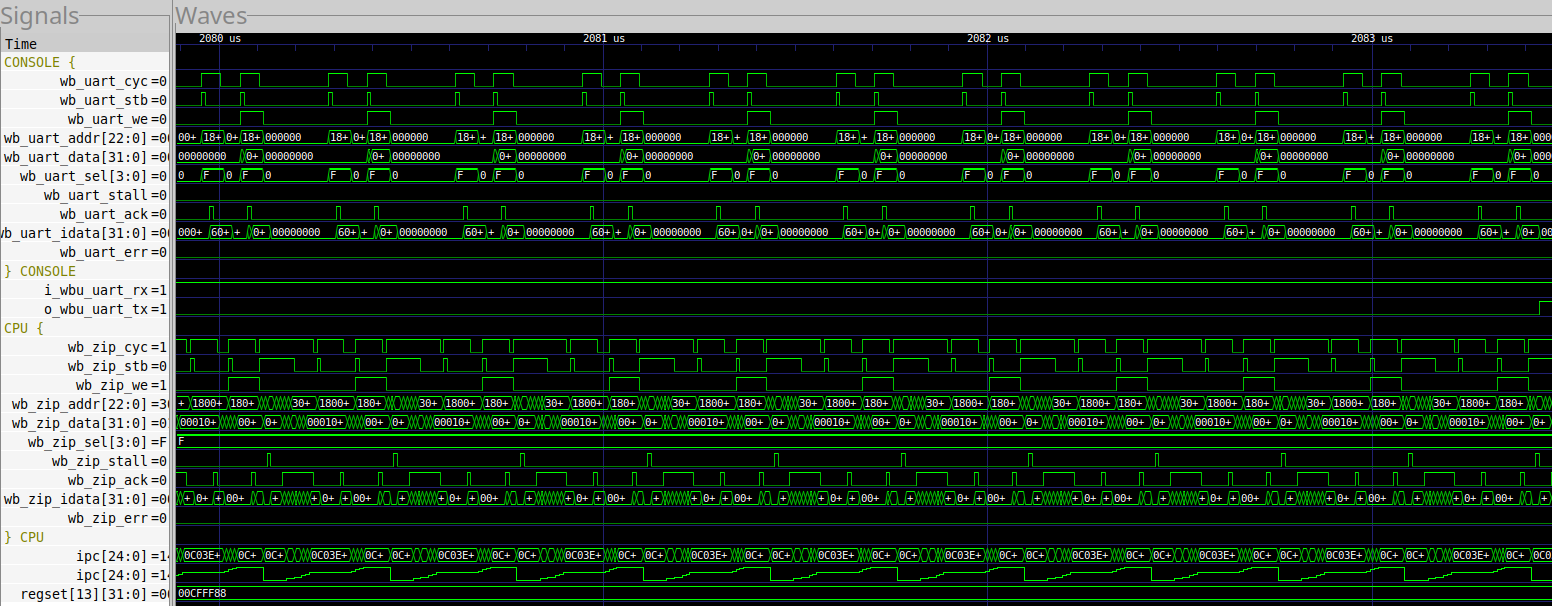 Signals Waves
2080 us 2081 us 2082 us 2083 us
Time
CONSOLE {
wb_uart_cyc =0
wb_uart_stb =0
wb_uart_we =0
wb_uart_addr[22:0] =00 00+ 18+ 0+ 18+ 000000 18+ 0+ 18+ 000000 18+ + 18+ 000000 18+ + 18+ 000000 18+ + 18+ 000000 18+ + 18+ 000000 18+ 0+ 18+ 000000 18+ 0+ 18+ 000000 18+ 0+ 18+ 000000 18+ + 18+ 000000 18+ + 18+ 000000
wb_uart_data[31:0] =00 00000000 0+ 00000000 0+ 00000000 0+ 00000000 0+ 00000000 0+ 00000000 0+ 00000000 0+ 00000000 0+ 00000000 0+ 00000000 0+ 00000000 0+ 000
wb_uart_sel[3:0] =0 0 F 0 F 0 F 0 F 0 F 0 F 0 F 0 F 0 F 0 F 0 F 0 F 0 F 0 F 0 F 0 F 0 F 0 F 0 F 0 F 0 F 0 F 0
wb_uart_stall =0
wb_uart_ack =0
wb_uart_idata[31:0] =00 000+ 60+ + 0+ 00000000 60+ + 0+ 00000000 60+ + 0+ 00000000 60+ + 0+ 00000000 60+ 0+ 0+ 00000000 60+ 0+ 0+ 00000000 60+ 0+ 0+ 00000000 60+ + 0+ 00000000 60+ + 0+ 00000000 60+ + 0+ 00000000 60+ + 0+ 00
wb_uart_err =0
} CONSOLE
i_wbu_uart_rx =1
o_wbu_uart_tx =1
CPU {
wb_zip_cyc =1
wb_zip_stb =0
wb_zip_we =1
wb_zip_addr[22:0] =30 + 1800+ 180+ 30+ 1800+ 180+ 30+ 1800+ 180+ 30+ 1800+ 180+ 30+ 1800+ 180+ 30+ 1800+ 180+ 30+ 1800+ 180+ 30+ 1800+ 180+ 30+ 1800+ 180+ 30+ 1800+ 180+ 30+ 1800+ 180+
wb_zip_data[31:0] =0 00010+ 00+ 0+ 00010+ 00+ 0+ 00010+ 00+ 0+ 00010+ 00+ 0+ 00010+ 00+ 0+ 00010+ 00+ 0+ 00010+ 00+ 0+ 00010+ 00+ 0+ 00010+ 00+ 0+ 00010+ 00+ 0+ 00010+ 00+ 0+
wb_zip_sel[3:0] =F F
wb_zip_stall =0
wb_zip_ack =0
wb_zip_idata[31:0] =00 + 0+ + 00+ + + 0+ 00+ + + 0+ 00+ + + 0+ 00+ + + 0+ 00+ + + 0+ 00+ + + 0+ 00+ + + 0+ 00+ + + 0+ 00+ + + 0+ 00+ + + 0+ 00+ +
wb_zip_err =0
} CPU
ipc[24:0] =14 0C03E+ 0C+ 0C+ 0C03E+ 0C+ 0C+ 0C03E+ 0C+ 0C+ 0C03E+ 0C+ 0C+ 0C03E+ 0C+ 0C+ 0C03E+ 0C+ 0C+ 0C03E+ 0C+ 0C+ 0C03E+ 0C+ 0C+ 0C03E+ 0C+ 0C+ 0C03E+ 0C+ 0C+ 0C03E+ 0C+ 0C
ipc[24:0] =14
regset[13][31:0] =00 00CFFF88